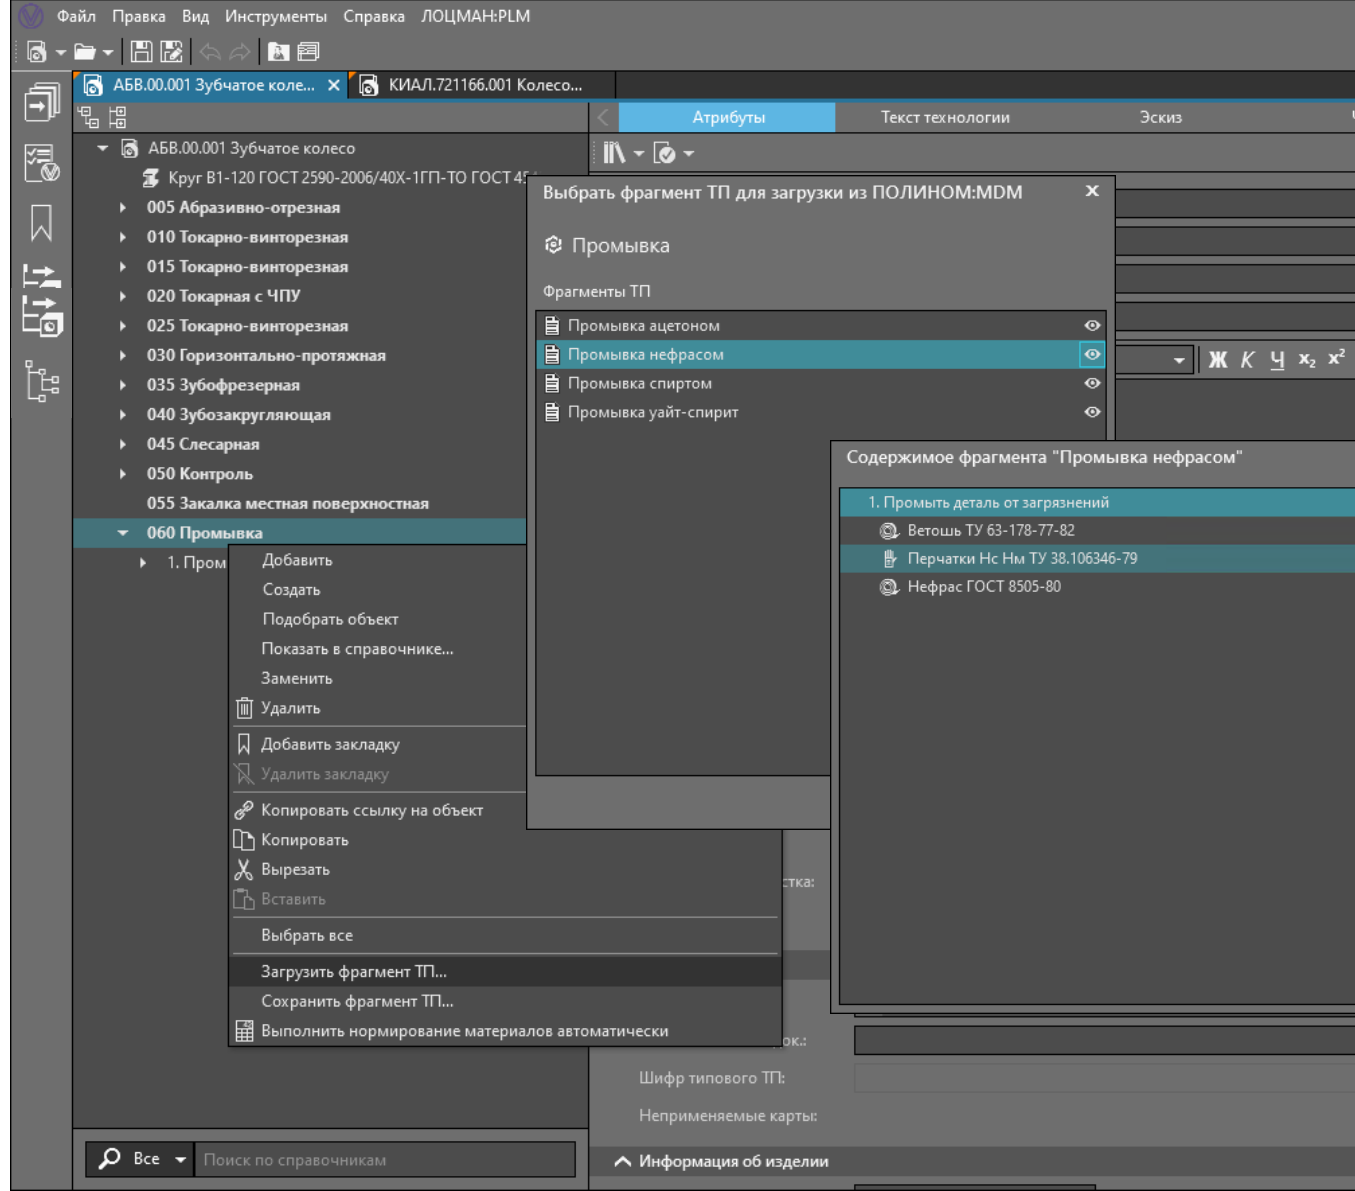 Файл Правка Вид Инструменты Справка ЛОЦМАН:PLM
АБВ.00.001 Зубчатое коле... КИАЛ.721166.001 Колесо...
Атрибуты Текст технологии Эскиз
АБВ.00.001 Зубчатое колесо
Круг В1-120 ГОСТ 2590-2006/40Х-1ГП-ТО ГОСТ
005 Абразивно-отрезная
010 Токарно-винторезная
015 Токарно-винторезная
020 Токарная с ЧПУ
025 Токарно-винторезная
030 Горизонтально-протяжная
035 Зубофрезерная
040 Зубозакругляющая
045 Слесарная
050 Контроль
055 Закалка местная поверхностная
060 Промывка
1. Пром
Выбрать фрагмент ТП для загрузки из ПОЛИНОМ:MDM
Промывка
Фрагменты ТП
Промывка ацетоном
Промывка нефрасом
Промывка спиртом
Промывка уайт-спирит
Ж К Ч x₂ x²
Содержимое фрагмента "Промывка нефрасом"
1. Промыть деталь от загрязнений
Ветошь ТУ 63-178-77-82
Перчатки Нс Нм ТУ 38.106346-79
Нефрас ГОСТ 8505-80
Добавить
Создать
Подобрать объект
Показать в справочнике...
Заменить
Удалить
Добавить закладку
Удалить закладку
Копировать ссылку на объект
Копировать
Вырезать
Вставить
Выбрать все
Загрузить фрагмент ТП...
Сохранить фрагмент ТП...
Выполнить нормирование материалов автоматически
стка:
ок.:
Шифр типового ТП:
Неприменяемые карты:
Информация об изделии
Все Поиск по справочникам